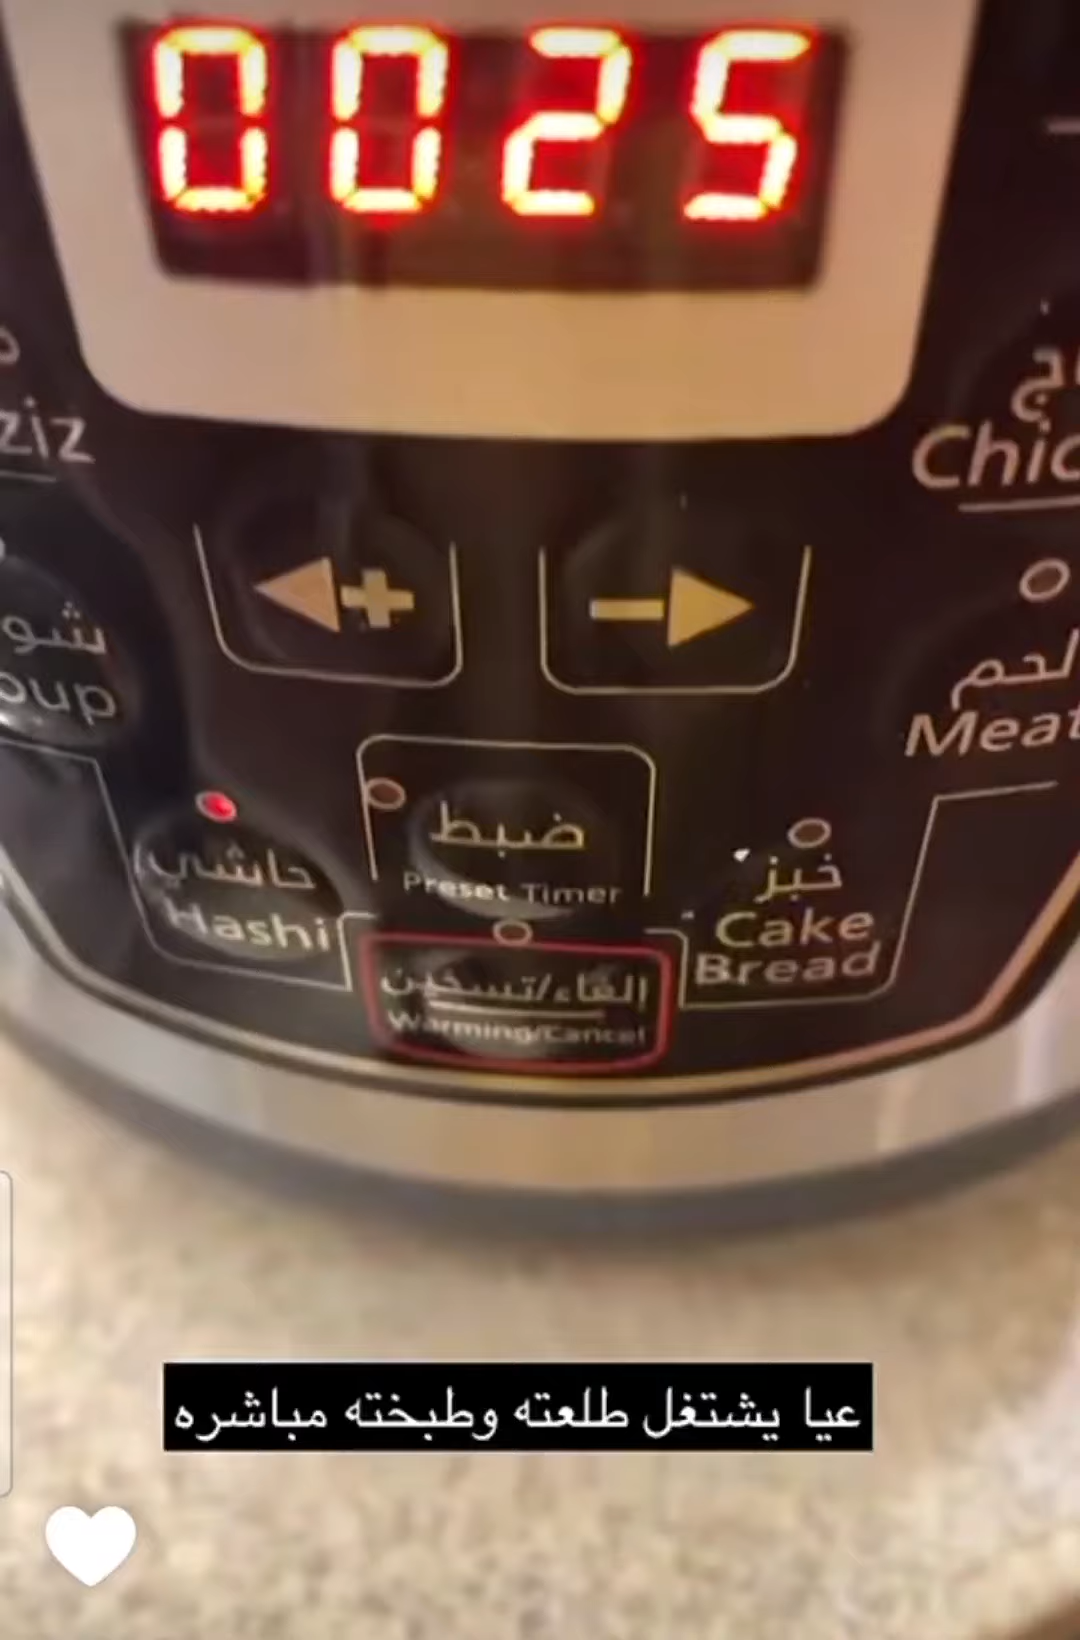 0025
ziz
Chic
شو
oup
لحم
Meat
ضبط
Preset Timer
حاشي
Hashi
خبز
Cake
Bread
الغاء/تسخين
Warming/Cancel
عيا يشتغل طلعته وطبخته مباشره